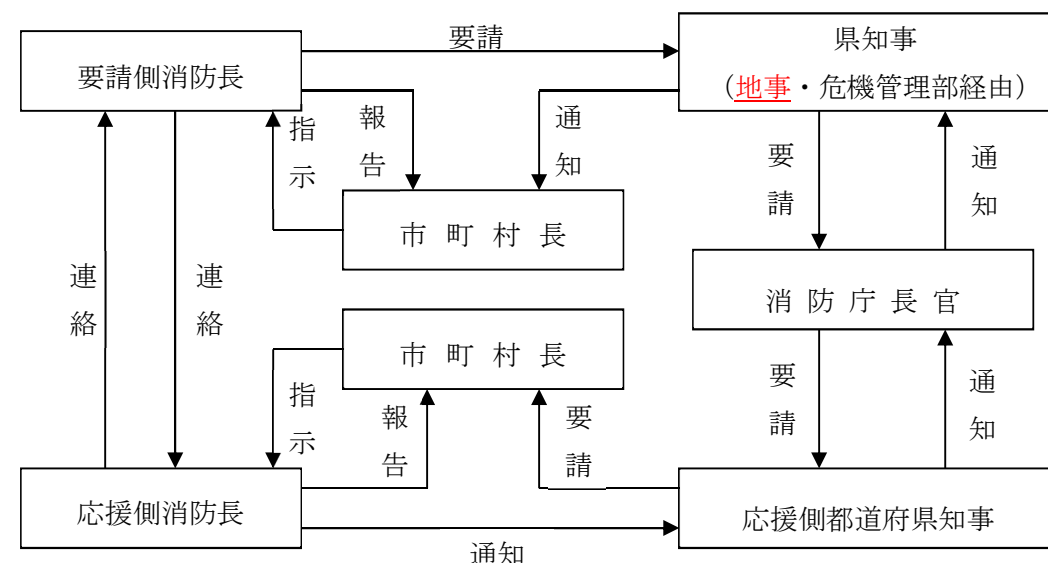 要請
要請側消防長
県知事
（地事・危機管理部経由）
指示
報告
通知
要請
通知
市町村長
連絡
連絡
消防庁長官
市町村長
指示
報告
要請
要請
通知
応援側消防長
応援側都道府県知事
通知